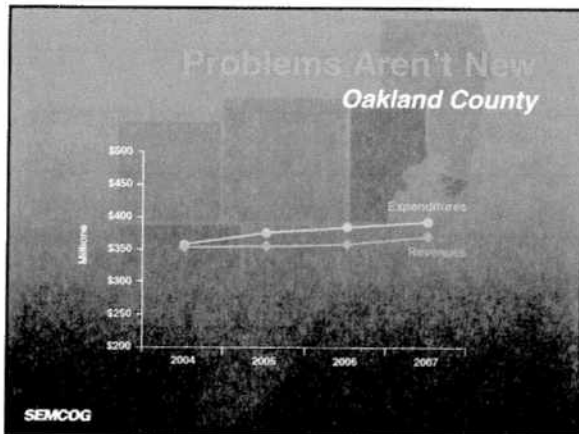 Problems Aren't New
Oakland County
$500
$450
$400
$350
$300
$250
$200
Millions
Expenditures
Revenues
2004 2005 2006 2007
SEMCOG